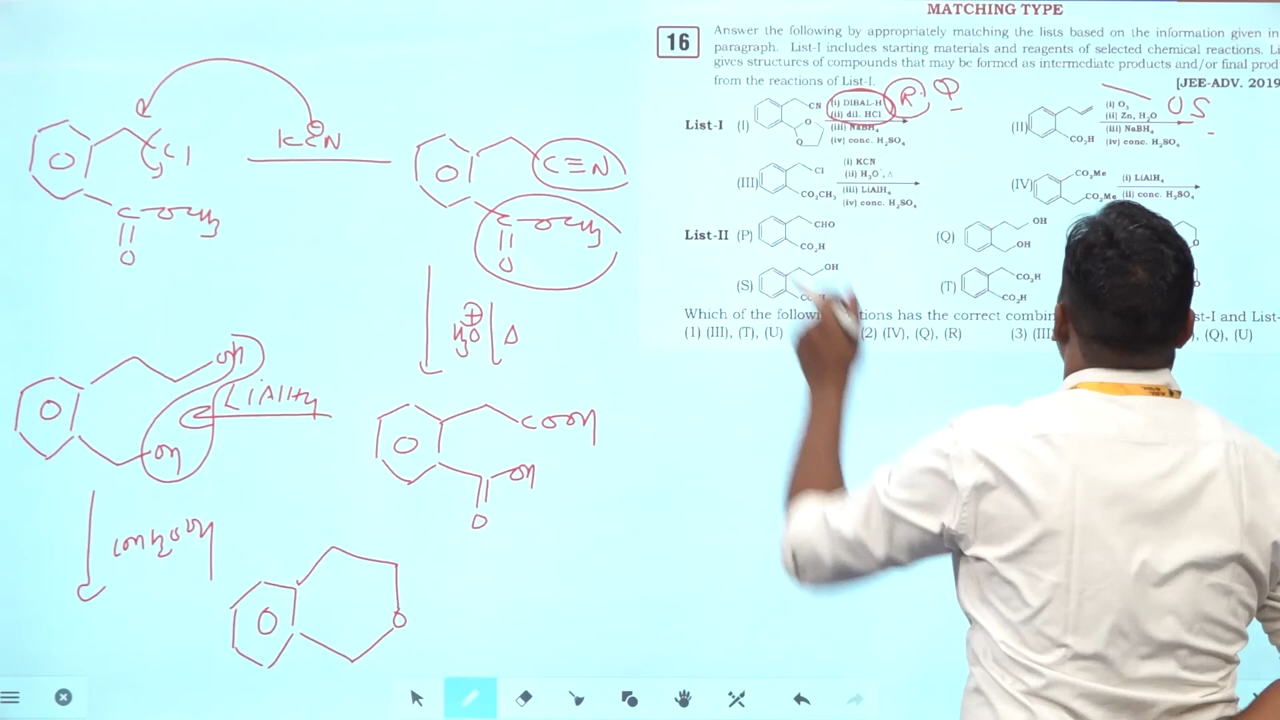 MATCHING TYPE
16
Answer the following by appropriately matching the lists based on the information given in
paragraph. List-I includes starting materials and reagents of selected chemical reactions. Li
gives structures of compounds that may be formed as intermediate products and/or final prod
from the reactions of List-I.
[JEE-ADV. 2019
R
Q
List-I (I)
CN
O
O
(i) DIBAL-H
(ii) dil. HCl
(iii) NaBH₄
(iv) conc. H₂SO₄
(II)
CO₂H
(i) O₃
(ii) Zn, H₂O
(iii) NaBH₄
(iv) conc. H₂SO₄
U S
(III)
Cl
CO₂CH₃
(i) KCN
(ii) H₃O⁺, Δ
(iii) LiAlH₄
(iv) conc. H₂SO₄
(IV)
CO₂Me
CO₂Me
(i) LiAlH₄
(ii) conc. H₂SO₄
List-II (P)
CHO
CO₂H
(Q)
OH
OH
(S)
OH
(T)
CO₂H
CO₂H
Which of the follow tions has the correct combin st-I and List-
(1) (III), (T), (U) (2) (IV), (Q), (R) (3) (III , (Q), (U)
Cl
C-OCH₃
O
KC≡N
C≡N
C-OCH₃
O
H₃O⊕ Δ
COOH
OH
O
LiAlH₄
OH
OH
conH₂SO₄
O